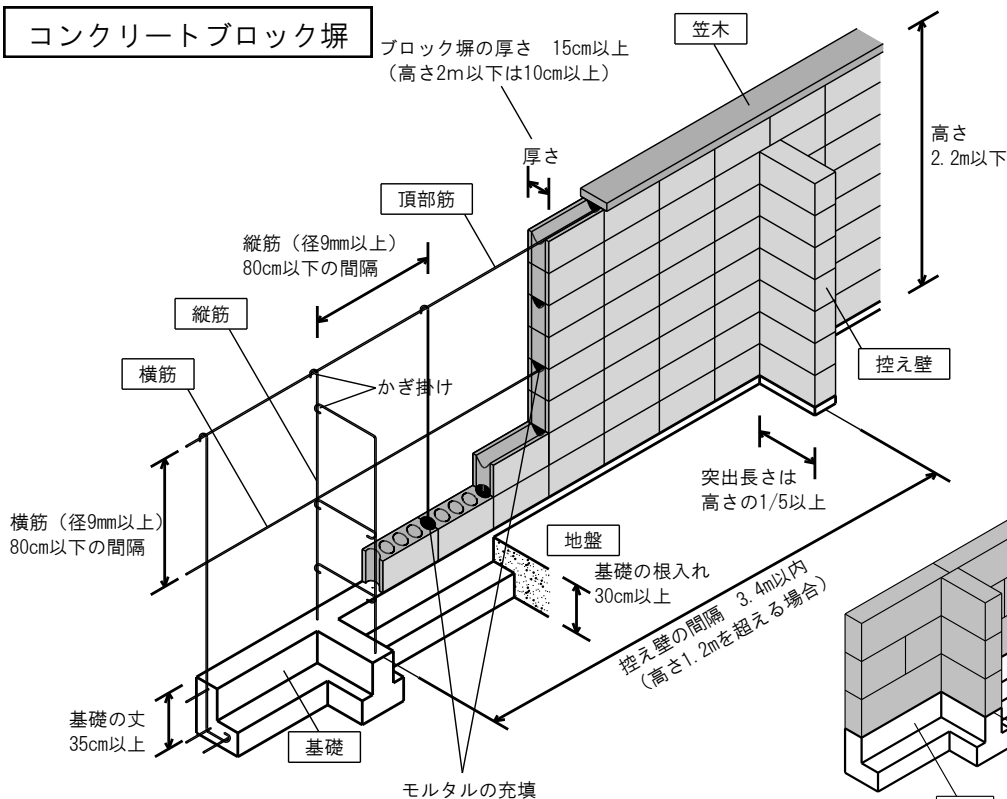 コンクリートブロック塀
ブロック塀の厚さ　15cm以上
（高さ2ｍ以下は10cm以上）
笠木
高さ
2.2m以下
厚さ
頂部筋
縦筋（径9mm以上）
80cm以下の間隔
縦筋
横筋
かぎ掛け
控え壁
突出長さは
高さの1/5以上
横筋（径9mm以上）
80cm以下の間隔
地盤
基礎の根入れ
30cm以上
控え壁の間隔　3.4m以内
（高さ1.2mを超える場合）
基礎の丈
35cm以上
基礎
モルタルの充填